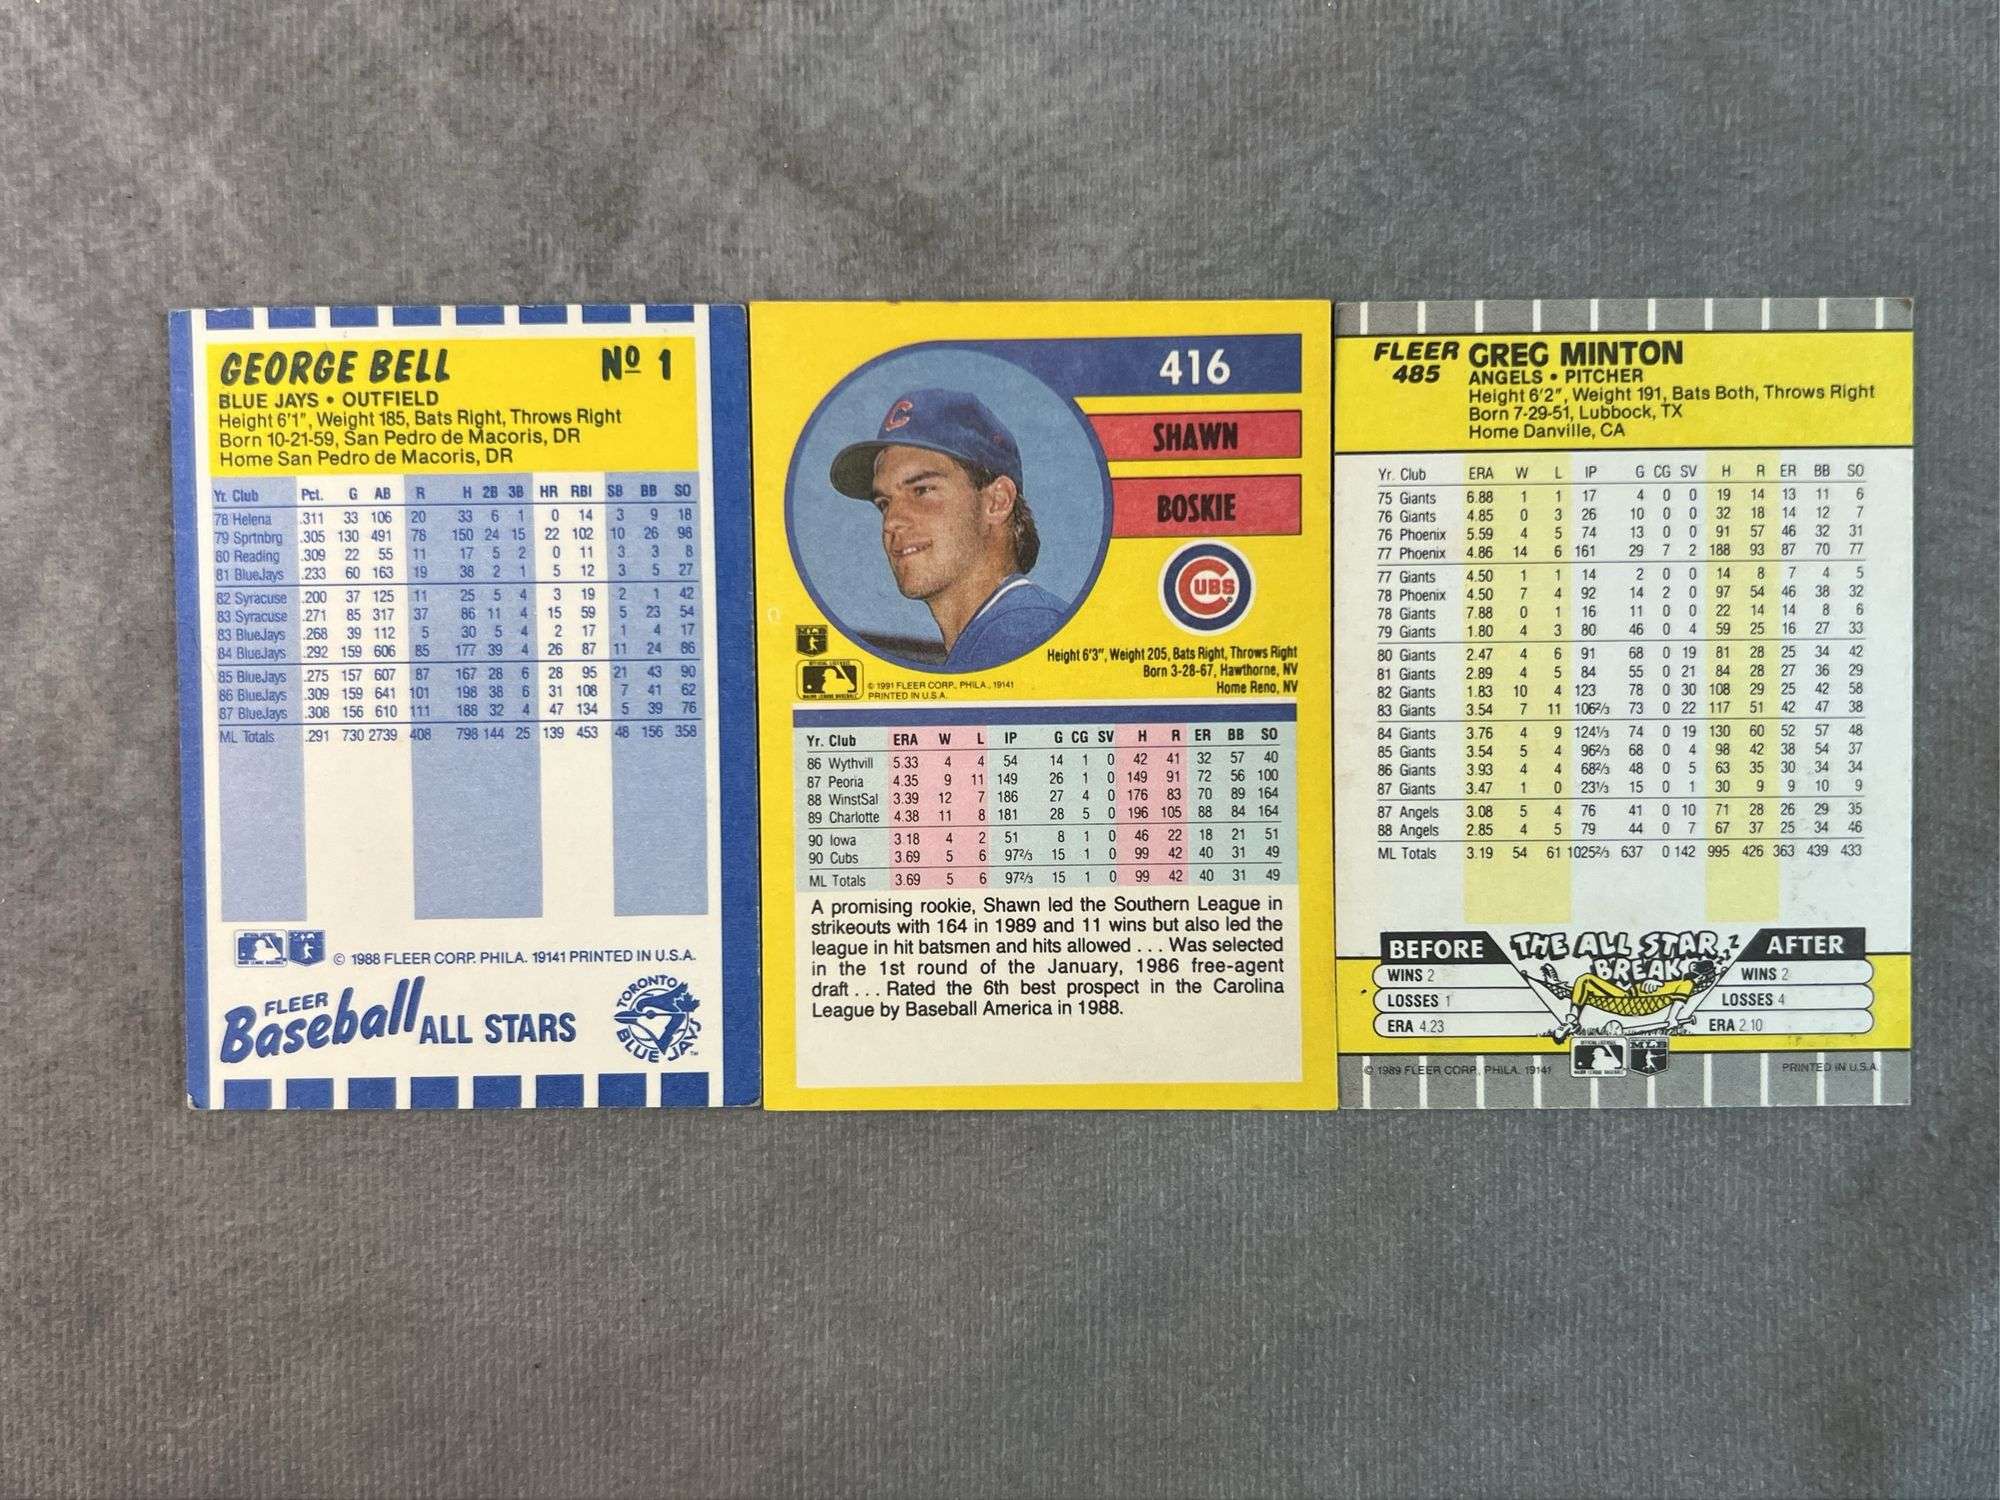 GEORGE BELL Nº 1
BLUE JAYS • OUTFIELD
Height 6'1", Weight 185, Bats Right, Throws Right
Born 10-21-59, San Pedro de Macoris, DR
Home San Pedro de Macoris, DR
Yr. Club Pct. G AB R H 2B 3B HR RBI SB BB SO
78 Helena .311 33 106 20 33 6 1 0 14 3 9 18
79 Sprtnbrg .305 130 491 78 150 24 15 22 102 10 26 98
80 Reading .309 22 55 11 17 5 2 0 11 3 3 8
81 BlueJays .233 60 163 19 38 2 1 5 12 3 5 27
82 Syracuse .200 37 125 11 25 5 4 3 19 2 1 42
83 Syracuse .271 85 317 37 86 11 4 15 59 5 23 54
83 BlueJays .268 39 112 5 30 5 4 2 17 1 4 17
84 BlueJays .292 159 606 85 177 39 4 26 87 11 24 86
85 BlueJays .275 157 607 87 167 28 6 28 95 21 43 90
86 BlueJays .309 159 641 101 198 38 6 31 108 7 41 62
87 BlueJays .308 156 610 111 188 32 4 47 134 5 39 76
ML Totals .291 730 2739 408 798 144 25 139 453 48 156 358
© 1988 FLEER CORP. PHILA. 19141 PRINTED IN U.S.A.
FLEER
Baseball ALL STARS
TORONTO
BLUE JAYS
416
SHAWN
BOSKIE
C
CUBS
MLB
Height 6'3", Weight 205, Bats Right, Throws Right
Born 3-28-67, Hawthorne, NV
Home Reno, NV
© 1991 FLEER CORP., PHILA., 19141
PRINTED IN U.S.A.
Yr. Club ERA W L IP G CG SV H R ER BB SO
86 Wythvill 5.33 4 4 54 14 1 0 42 41 32 57 40
87 Peoria 4.35 9 11 149 26 1 0 149 91 72 56 100
88 WinstSal 3.39 12 7 186 27 4 0 176 83 70 89 164
89 Charlotte 4.38 11 8 181 28 5 0 196 105 88 84 164
90 Iowa 3.18 4 2 51 8 1 0 46 22 18 21 51
90 Cubs 3.69 5 6 97 2/3 15 1 0 99 42 40 31 49
ML Totals 3.69 5 6 97 2/3 15 1 0 99 42 40 31 49
A promising rookie, Shawn led the Southern League in
strikeouts with 164 in 1989 and 11 wins but also led the
league in hit batsmen and hits allowed . . . Was selected
in the 1st round of the January, 1986 free-agent
draft . . . Rated the 6th best prospect in the Carolina
League by Baseball America in 1988.
FLEER GREG MINTON
485 ANGELS • PITCHER
Height 6'2", Weight 191, Bats Both, Throws Right
Born 7-29-51, Lubbock, TX
Home Danville, CA
Yr. Club ERA W L IP G CG SV H R ER BB SO
75 Giants 6.88 1 1 17 4 0 0 19 14 13 11 6
76 Giants 4.85 0 3 26 10 0 0 32 18 14 12 7
76 Phoenix 5.59 4 5 74 13 0 0 91 57 46 32 31
77 Phoenix 4.86 14 6 161 29 7 2 188 93 87 70 77
77 Giants 4.50 1 1 14 2 0 0 14 8 7 4 5
78 Phoenix 4.50 7 4 92 14 2 0 97 54 46 38 32
78 Giants 7.88 0 1 16 11 0 0 22 14 14 8 6
79 Giants 1.80 4 3 80 46 0 4 59 25 16 27 33
80 Giants 2.47 4 6 91 68 0 19 81 28 25 34 42
81 Giants 2.89 4 5 84 55 0 21 84 28 27 36 29
82 Giants 1.83 10 4 123 78 0 30 108 29 25 42 58
83 Giants 3.54 7 11 106 2/3 73 0 22 117 51 42 47 38
84 Giants 3.76 4 9 124 1/3 74 0 19 130 60 52 57 48
85 Giants 3.54 5 4 96 2/3 68 0 4 98 42 38 54 37
86 Giants 3.93 4 4 68 2/3 48 0 5 63 35 30 34 34
87 Giants 3.47 1 0 23 1/3 15 0 1 30 9 9 10 9
87 Angels 3.08 5 4 76 41 0 10 71 28 26 29 35
88 Angels 2.85 4 5 79 44 0 7 67 37 25 34 46
ML Totals 3.19 54 61 1025 2/3 637 0 142 995 426 363 439 433
BEFORE THE ALL STAR BREAK AFTER
WINS 2 WINS 2
LOSSES 1 LOSSES 4
ERA 4.23 ERA 2.10
MLB
© 1989 FLEER CORP., PHILA. 19141 PRINTED IN U.S.A.